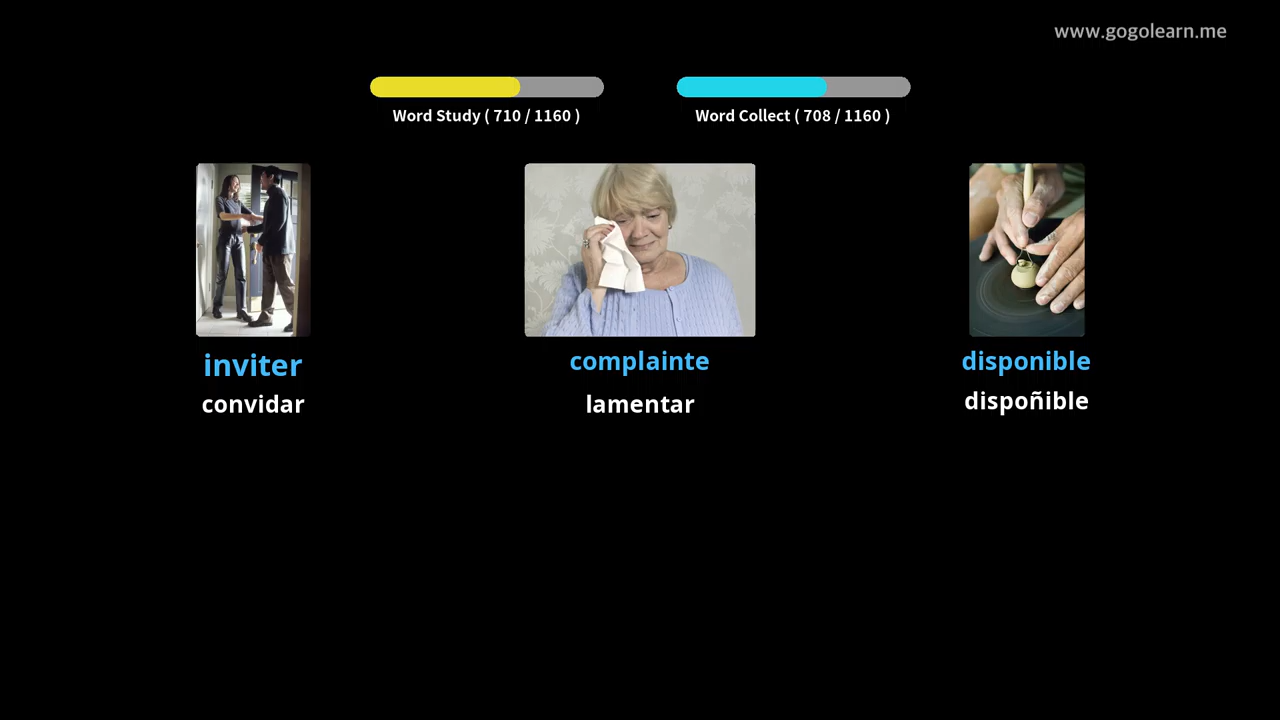 www.gogolearn.me
Word Study ( 710 / 1160 )
Word Collect ( 708 / 1160 )
inviter
convidar
complainte
lamentar
disponible
dispoñible